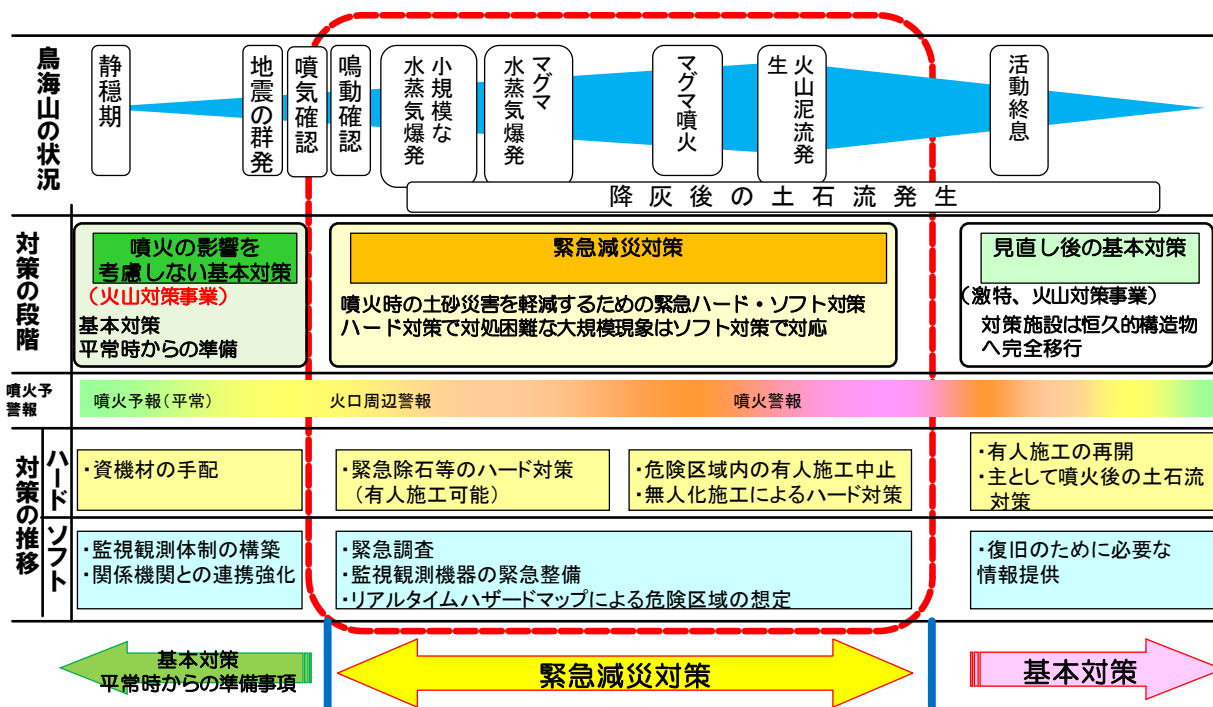 鳥海山の状況
静穏期
地震の群発
噴気確認
鳴動確認
小規模な
水蒸気爆発
マグマ
水蒸気爆発
マグマ噴火
火山泥流発
生
活動終息
降灰後の土石流発生
対策の段階
噴火の影響を
考慮しない基本対策
（火山対策事業）
基本対策
平常時からの準備
緊急減災対策
噴火時の土砂災害を軽減するための緊急ハード・ソフト対策
ハード対策で対処困難な大規模現象はソフト対策で対応
見直し後の基本対策
（激特、火山対策事業）
対策施設は恒久的構造物
へ完全移行
噴火予
警報
噴火予報（平常）
火口周辺警報
噴火警報
対策の推移
ハード
・資機材の手配
・緊急除石等のハード対策
（有人施工可能）
・危険区域内の有人施工中止
・無人化施工によるハード対策
・有人施工の再開
・主として噴火後の土石流
対策
ソフト
・監視観測体制の構築
・関係機関との連携強化
・緊急調査
・監視観測機器の緊急整備
・リアルタイムハザードマップによる危険区域の想定
・復旧のために必要な
情報提供
基本対策
平常時からの準備事項
緊急減災対策
基本対策